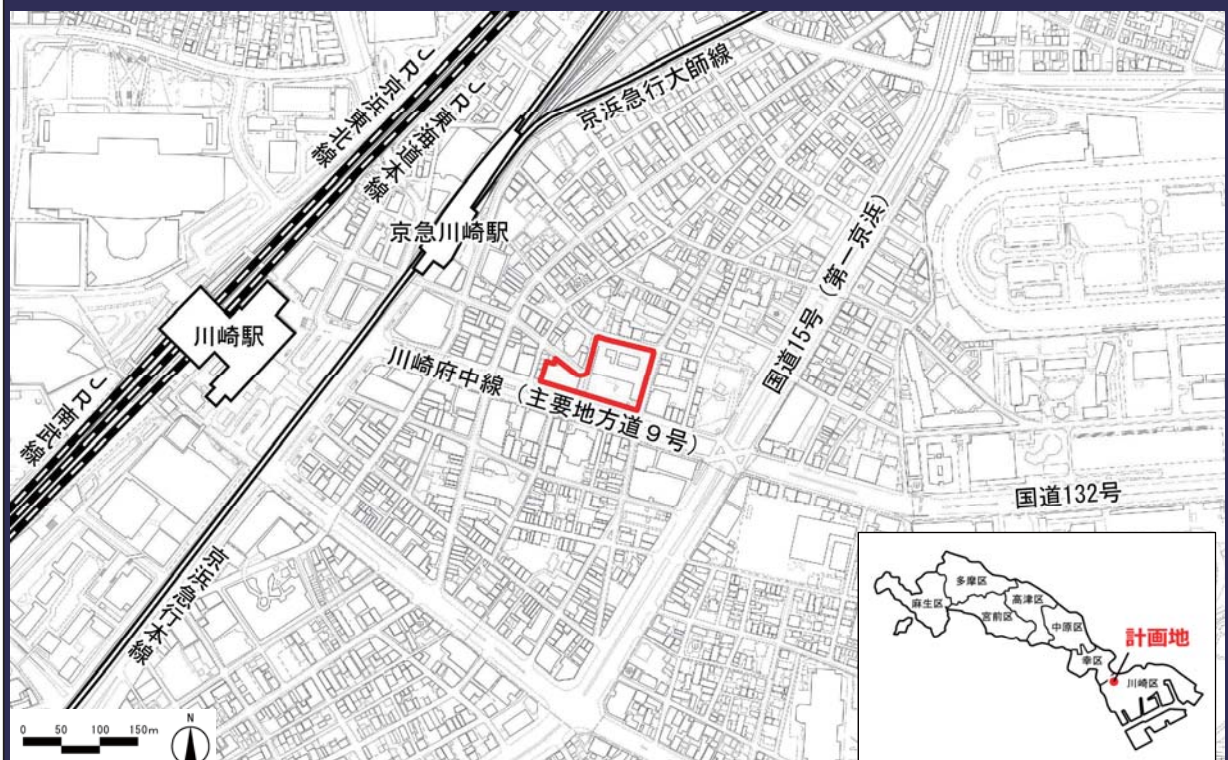 JR京浜東北線
JR東海道本線
京浜急行大師線
京急川崎駅
国道15号（第一京浜）
川崎駅
川崎府中線（主要地方道９号）
JR南武線
国道132号
京浜急行本線
多摩区
麻生区
高津区
宮前区
中原区
計画地
幸区
川崎区
0 50 100 150m
N